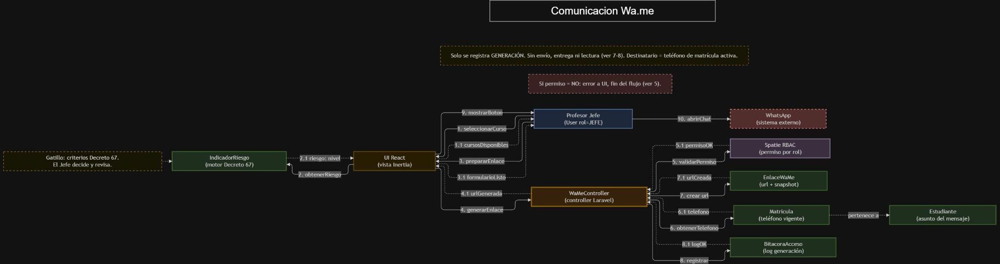 Comunicacion Wa.me
Solo se registra GENERACIÓN. Sin envío, entrega ni lectura (ver 7-8). Destinatario = teléfono de matrícula activa.
Si permiso = NO: error a UI, fin del flujo (ver 5).
9. mostrarBoton
Profesor Jefe
(User rol=JEFE)
10. abrirChat
WhatsApp
(sistema externo)
1. seleccionarCurso
1.1 cursosDisponibles
5.1 permisoOK
Spatie RBAC
(permiso por rol)
Gatillo: criterios Decreto 67.
El Jefe decide y revisa.
IndicadorRiesgo
(motor Decreto 67)
2.1 riesgo: nivel
2. obtenerRiesgo
UI React
(vista Inertia)
3. prepararEnlace
5. validarPermiso
3.1 formularioListo
7.1 urlCreada
EnlaceWaMe
(url + snapshot)
4.1 urlGenerada
WaMeController
(controller Laravel)
7. crear url
4. generarEnlace
6.1 telefono
Matricula
(teléfono vigente)
pertenece a
Estudiante
(asunto del mensaje)
6. obtenerTelefono
8.1 logOK
BitacoraAcceso
(log generación)
8. registrar